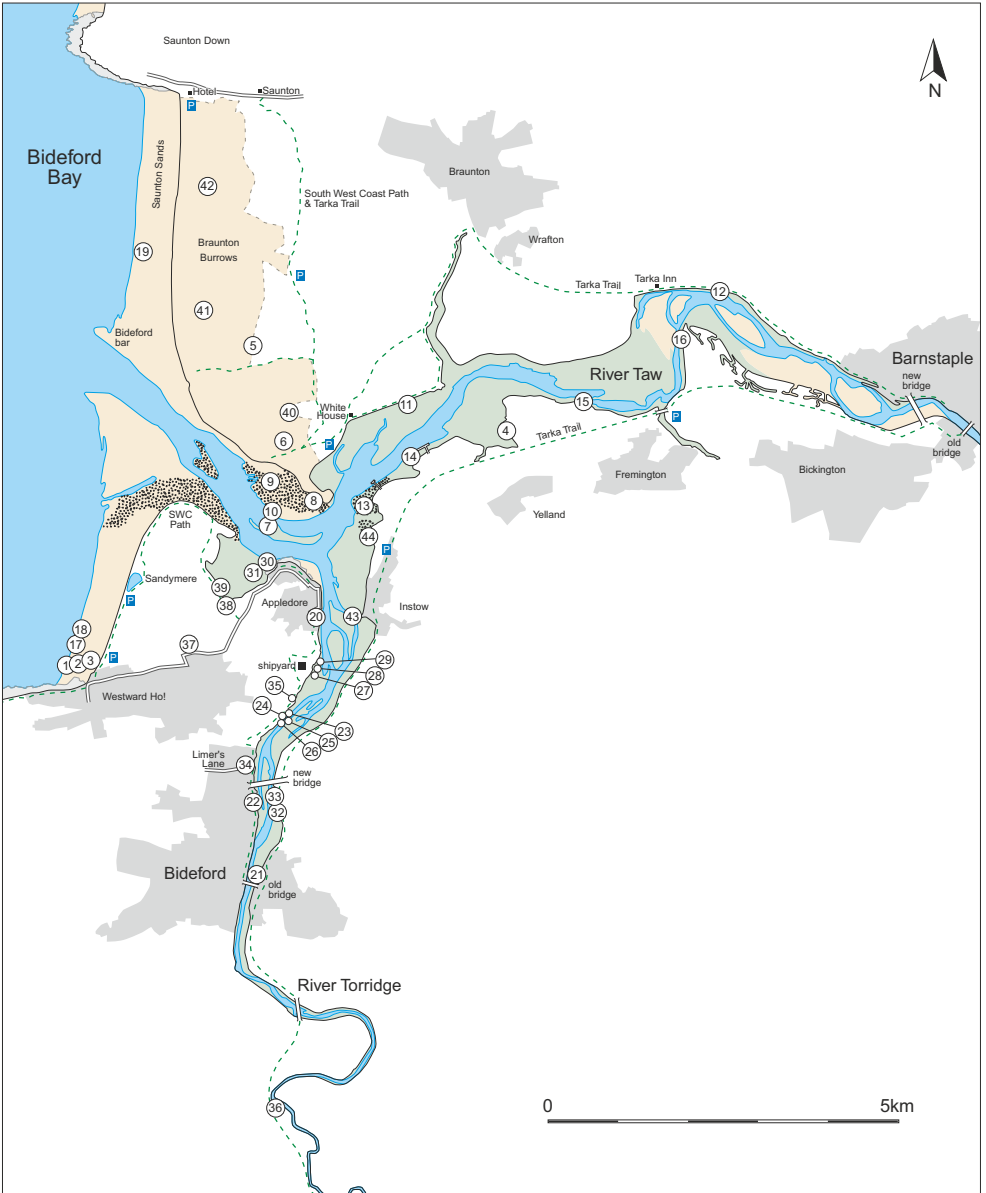 Saunton Down
Hotel
Saunton
P
N
Bideford
Bay
Saunton Sands
42
South West Coast Path
& Tarka Trail
Braunton
Wrafton
19
Braunton
Burrows
P
Tarka Trail
Tarka Inn
12
41
Bideford
bar
5
16
Barnstaple
new
bridge
River Taw
White
House
11
15
40
P
4
Tarka Trail
6
P
old
bridge
14
Fremington
Bickington
9
8
13
Yelland
10
7
SWC
Path
44
P
30
31
Sandymere
39
38
Appledore
20
43
Instow
P
18
17
37
1
2
3
P
shipyard
29
28
27
Westward Ho!
35
24
23
25
26
Limer's
Lane
34
new
bridge
22
33
32
Bideford
21
old
bridge
River Torridge
36
0
5km